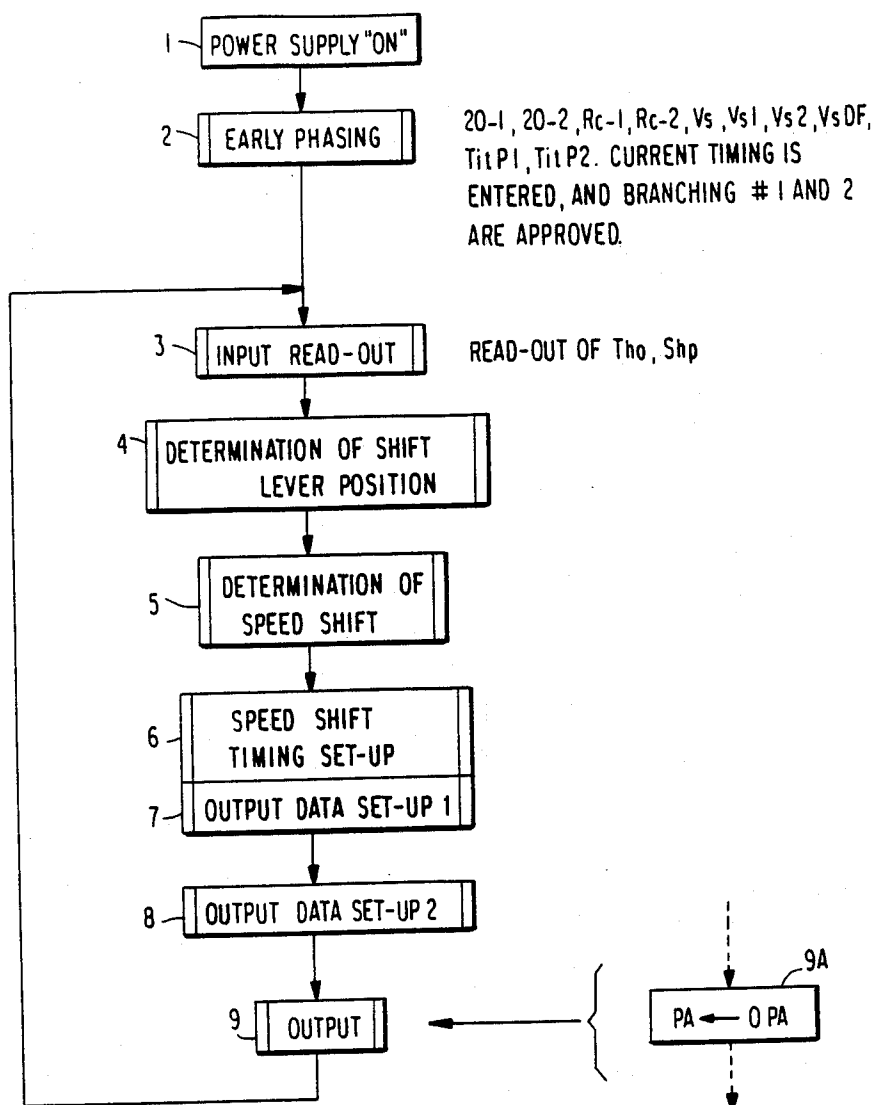 1 POWER SUPPLY "ON"
2 EARLY PHASING
20-1, 20-2, Rc-1, Rc-2, Vs, Vs1, Vs2, VsDF,
TitP1, TitP2. CURRENT TIMING IS
ENTERED, AND BRANCHING # 1 AND 2
ARE APPROVED.
3 INPUT READ-OUT
READ-OUT OF Tho, Shp
4 DETERMINATION OF SHIFT
LEVER POSITION
5 DETERMINATION OF
SPEED SHIFT
6 SPEED SHIFT
TIMING SET-UP
7 OUTPUT DATA SET-UP 1
8 OUTPUT DATA SET-UP 2
9 OUTPUT
9A
PA ← O PA